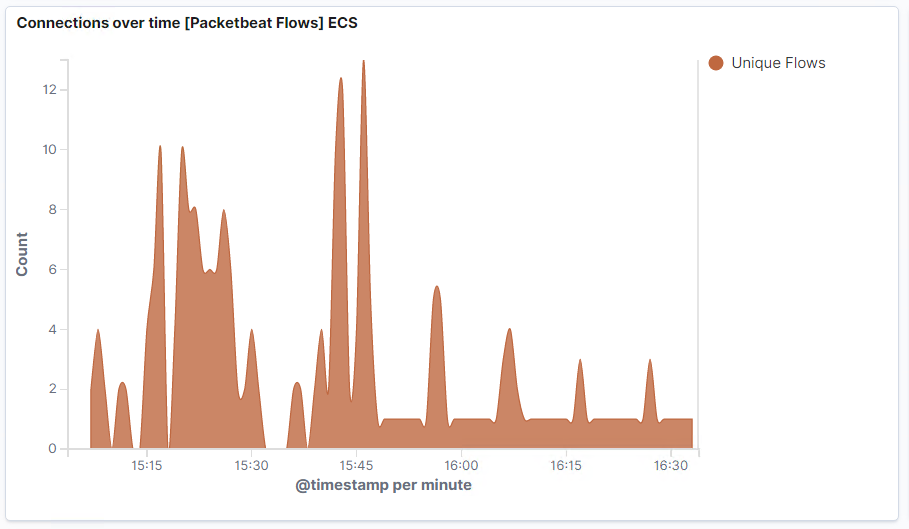 Connections over time [Packetbeat Flows] ECS
Unique Flows
12
10
8
6
4
2
0
Count
15:15 15:30 15:45 16:00 16:15 16:30
@timestamp per minute